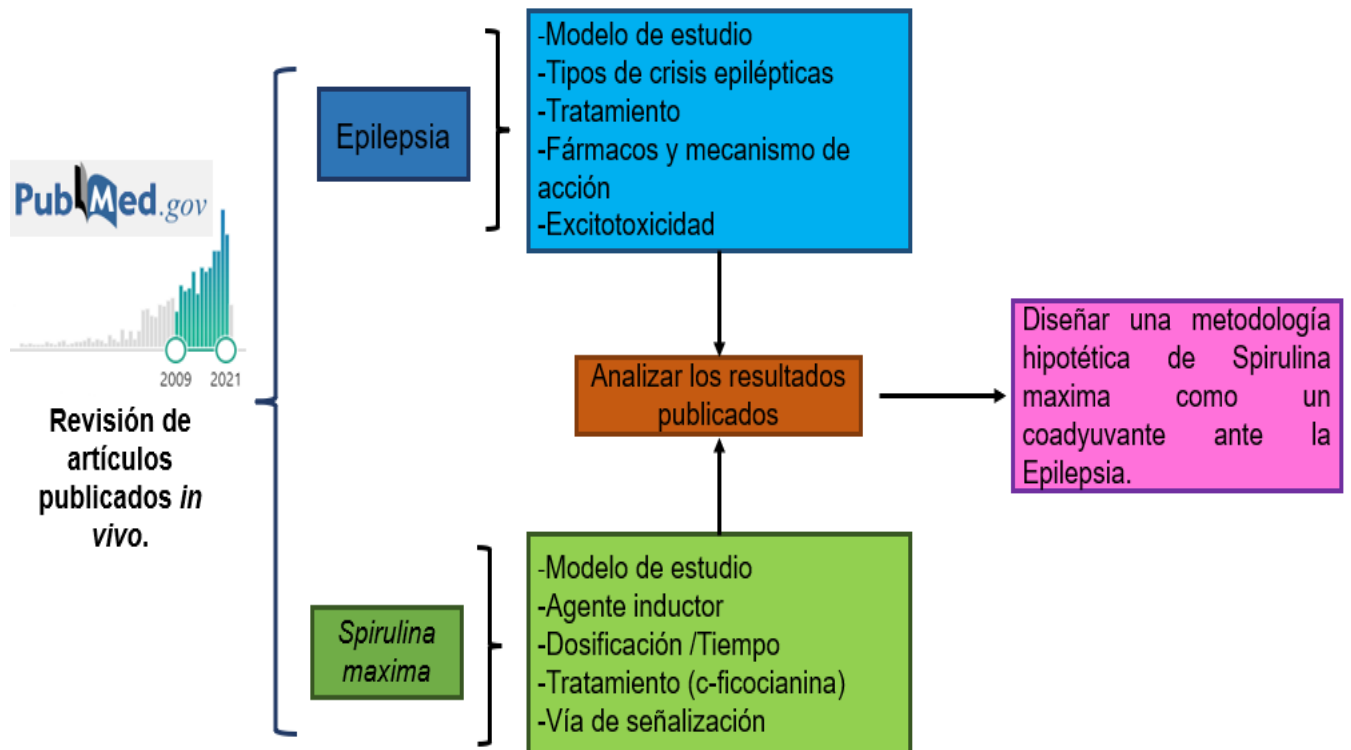 PubMed.gov
2009 2021
Revisión de
artículos
publicados in
vivo.
Epilepsia
-Modelo de estudio
-Tipos de crisis epilépticas
-Tratamiento
-Fármacos y mecanismo de
acción
-Excitotoxicidad
Spirulina
maxima
-Modelo de estudio
-Agente inductor
-Dosificación /Tiempo
-Tratamiento (c-ficocianina)
-Vía de señalización
Analizar los resultados
publicados
Diseñar una metodología
hipotética de Spirulina
maxima como un
coadyuvante ante la
Epilepsia.